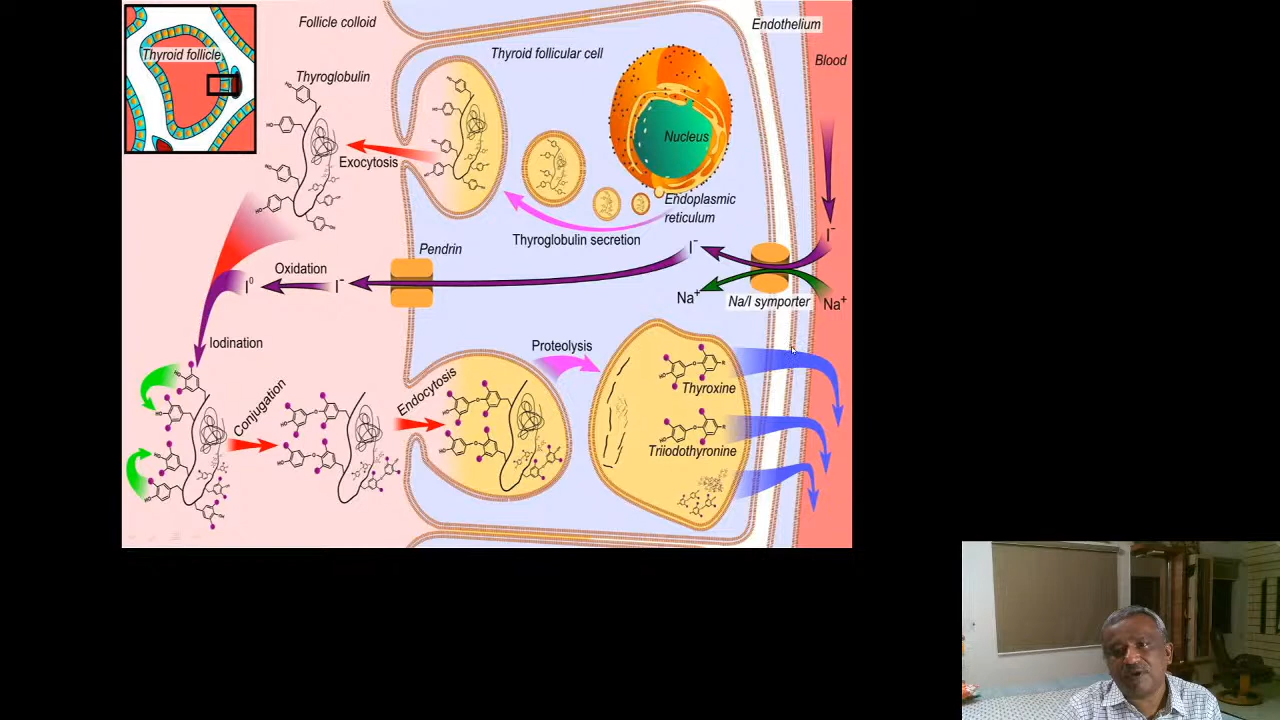 Follicle colloid
Endothelium
Thyroid follicle
Thyroid follicular cell
Blood
Thyroglobulin
Nucleus
Exocytosis
Endoplasmic
reticulum
Thyroglobulin secretion
I⁻
I⁻
Pendrin
Oxidation
I⁰
I⁻
Na⁺
Na/I symporter
Na⁺
Iodination
Proteolysis
Endocytosis
Conjugation
Thyroxine
Triiodothyronine